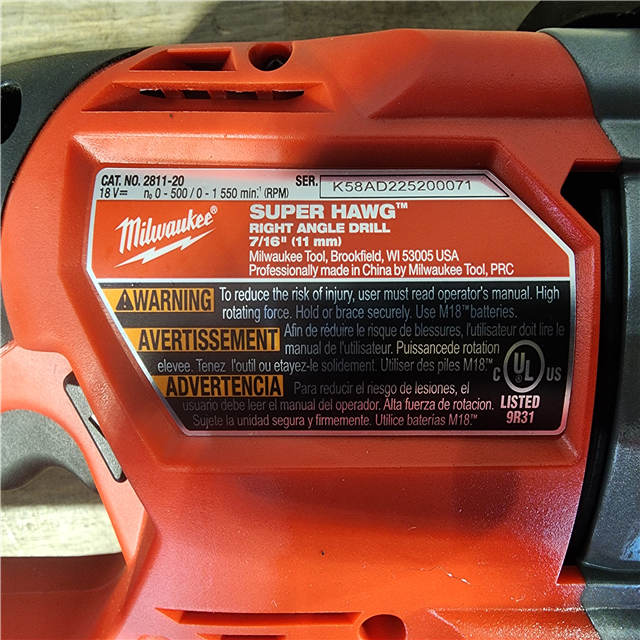 CAT. NO. 2811-20
18 V⎓ n₀ 0 - 500 / 0 - 1 550 min⁻¹ (RPM)
SER. K58AD225200071
Milwaukee®
SUPER HAWG™
RIGHT ANGLE DRILL
7/16" (11 mm)
Milwaukee Tool, Brookfield, WI 53005 USA
Professionally made in China by Milwaukee Tool, PRC
WARNING To reduce the risk of injury, user must read operator's manual. High
rotating force. Hold or brace securely. Use M18™ batteries.
AVERTISSEMENT Afin de réduire le risque de blessures, l'utilisateur doit lire le
manual de l'utilisateur. Puissancede rotation
elevee. Tenez l'outil ou etayez-le solidement. Utiliser des piles M18™.
ADVERTENCIA Para reducir el riesgo de lesiones, el
usuario debe leer el manual del operador. Alta fuerza de rotacion.
Sujete la unidad segura y firmemente. Utilice baterias M18™.
C UL® US
LISTED
9R31